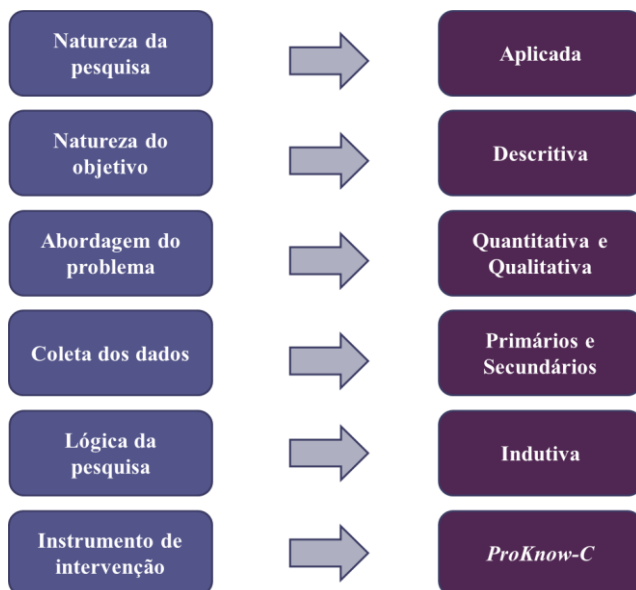 Natureza da
pesquisa
Aplicada
Natureza do
objetivo
Descritiva
Abordagem do
problema
Quantitativa e
Qualitativa
Coleta dos dados
Primários e
Secundários
Lógica da
pesquisa
Indutiva
Instrumento de
intervenção
ProKnow-C